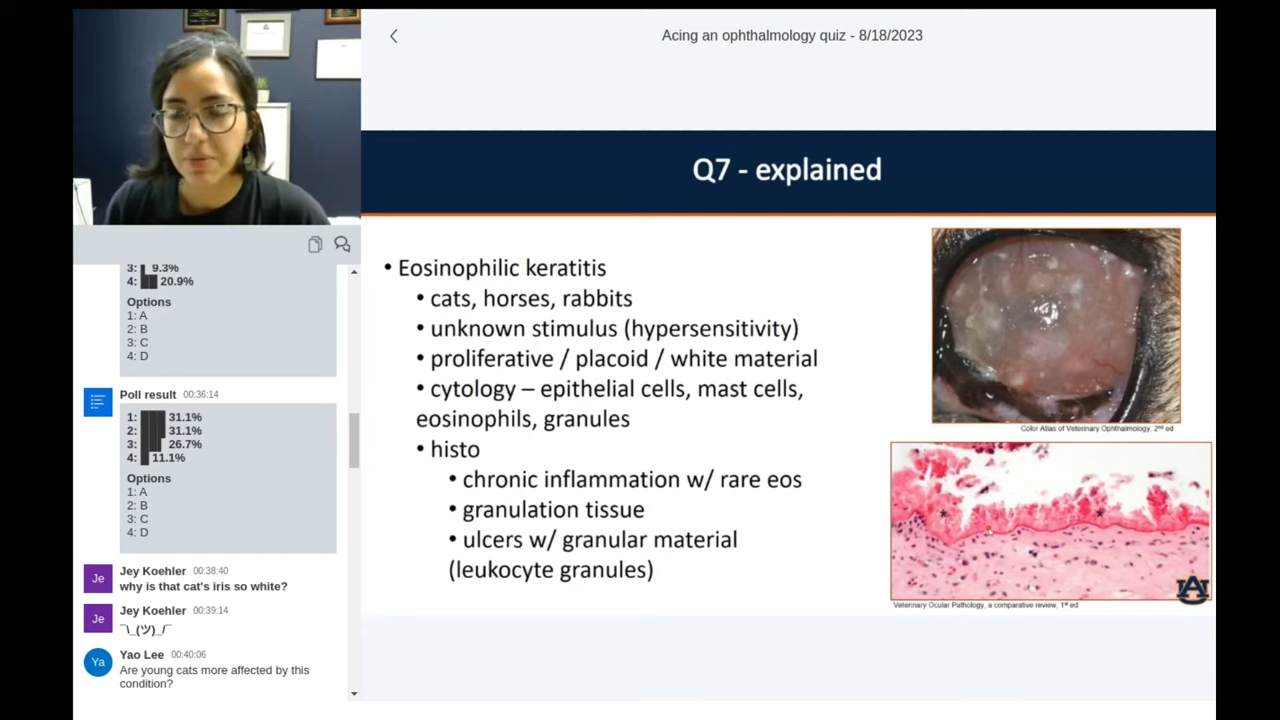 Acing an ophthalmology quiz - 8/18/2023
Q7 - explained
• Eosinophilic keratitis
• cats, horses, rabbits
• unknown stimulus (hypersensitivity)
• proliferative / placoid / white material
• cytology – epithelial cells, mast cells,
eosinophils, granules
• histo
• chronic inflammation w/ rare eos
• granulation tissue
• ulcers w/ granular material
(leukocyte granules)
Color Atlas of Veterinary Ophthalmology, 2nd ed
* *
AU
Veterinary Ocular Pathology, a comparative review, 1st ed
3: 9.3%
4: 20.9%
Options
1: A
2: B
3: C
4: D
Poll result 00:36:14
1: 31.1%
2: 31.1%
3: 26.7%
4: 11.1%
Options
1: A
2: B
3: C
4: D
Je
Jey Koehler 00:38:40
why is that cat's iris so white?
Je
Jey Koehler 00:39:14
¯\_(ツ)_/¯
Ya
Yao Lee 00:40:06
Are young cats more affected by this
condition?